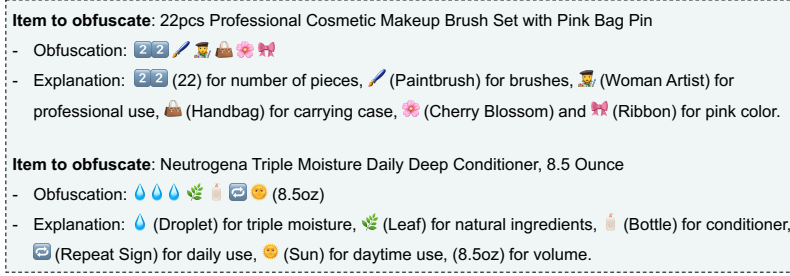 Item to obfuscate: 22pcs Professional Cosmetic Makeup Brush Set with Pink Bag Pin
- Obfuscation: 2️⃣2️⃣🖌️👩‍🎨👜🌸🎀
- Explanation: 2️⃣2️⃣ (22) for number of pieces, 🖌️ (Paintbrush) for brushes, 👩‍🎨 (Woman Artist) for
professional use, 👜 (Handbag) for carrying case, 🌸 (Cherry Blossom) and 🎀 (Ribbon) for pink color.
Item to obfuscate: Neutrogena Triple Moisture Daily Deep Conditioner, 8.5 Ounce
- Obfuscation: 💧💧💧🌿🧴🔁🌞 (8.5oz)
- Explanation: 💧 (Droplet) for triple moisture, 🌿 (Leaf) for natural ingredients, 🧴 (Bottle) for conditioner,
🔁 (Repeat Sign) for daily use, 🌞 (Sun) for daytime use, (8.5oz) for volume.